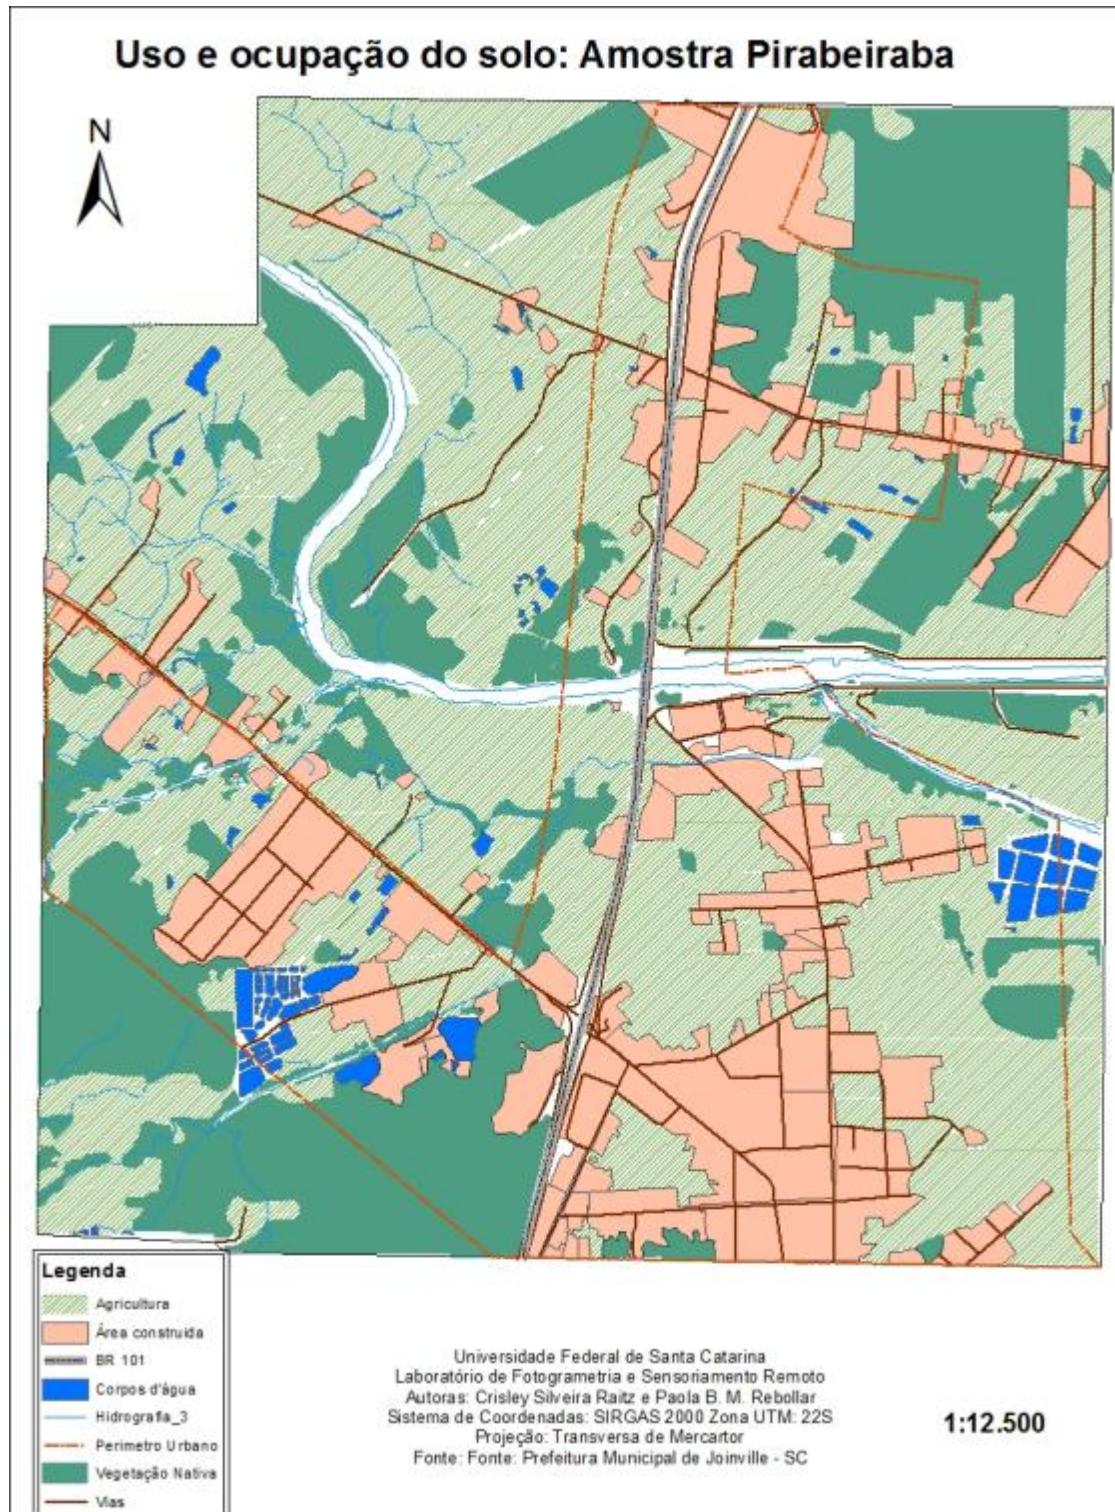 Uso e ocupação do solo: Amostra Pirabeiraba
N
Legenda
Agricultura
Área construida
BR 101
Corpos d'água
Hidrografia_3
Perimetro Urbano
Vegetação Nativa
Vias
Universidade Federal de Santa Catarina
Laboratório de Fotogrametria e Sensoriamento Remoto
Autoras: Crisley Silveira Raitz e Paola B. M. Rebollar
Sistema de Coordenadas: SIRGAS 2000 Zona UTM: 22S
Projeção: Transversa de Mercartor
Fonte: Fonte: Prefeitura Municipal de Joinville - SC
1:12.500